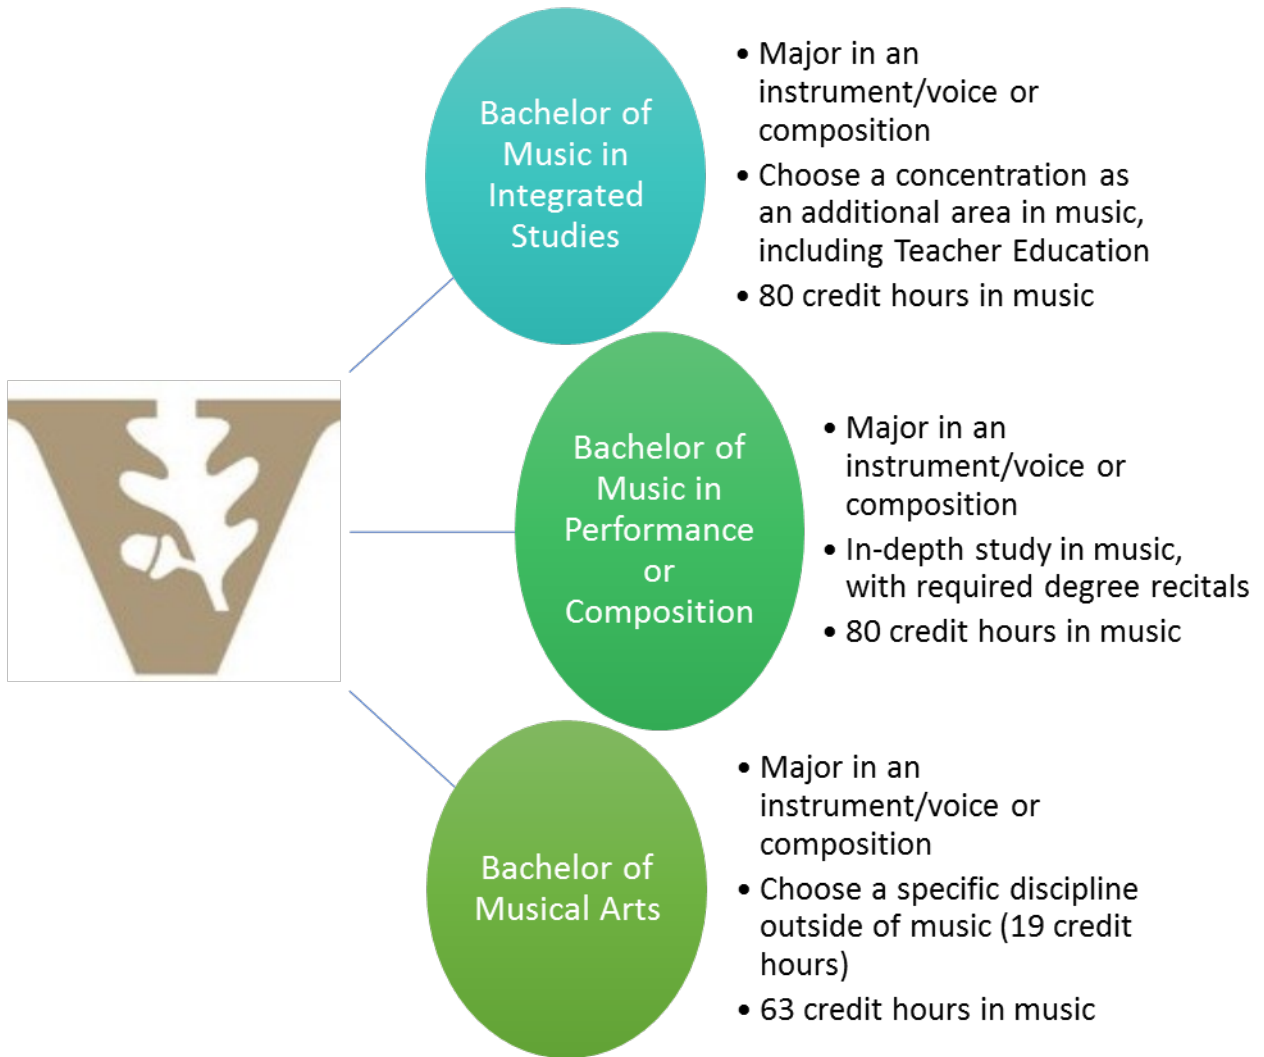 Bachelor of
Music in
Integrated
Studies
• Major in an
instrument/voice or
composition
• Choose a concentration as
an additional area in music,
including Teacher Education
• 80 credit hours in music
V
Bachelor of
Music in
Performance
or
Composition
• Major in an
instrument/voice or
composition
• In-depth study in music,
with required degree recitals
• 80 credit hours in music
Bachelor of
Musical Arts
• Major in an
instrument/voice or
composition
• Choose a specific discipline
outside of music (19 credit
hours)
• 63 credit hours in music